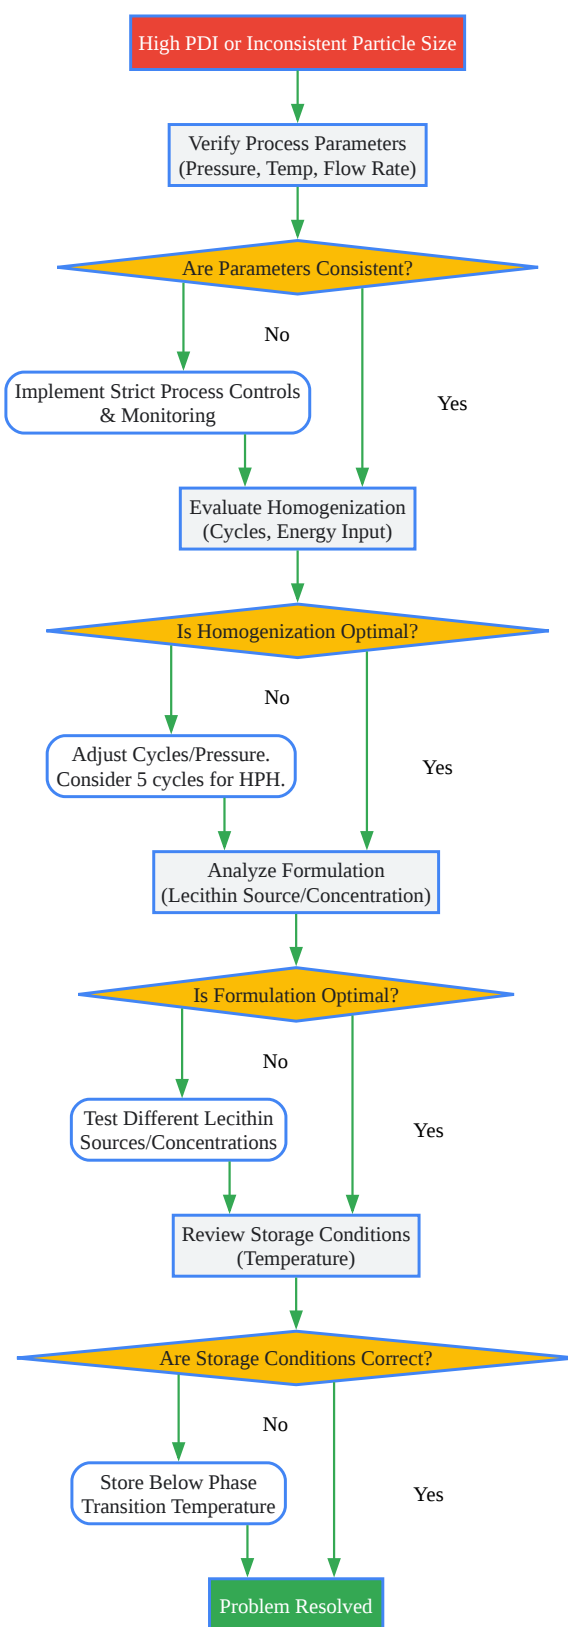 High PDI or Inconsistent Particle Size
Verify Process Parameters
(Pressure, Temp, Flow Rate)
Are Parameters Consistent?
No
Implement Strict Process Controls
& Monitoring
Yes
Evaluate Homogenization
(Cycles, Energy Input)
Is Homogenization Optimal?
No
Adjust Cycles/Pressure.
Consider 5 cycles for HPH.
Yes
Analyze Formulation
(Lecithin Source/Concentration)
Is Formulation Optimal?
No
Test Different Lecithin
Sources/Concentrations
Yes
Review Storage Conditions
(Temperature)
Are Storage Conditions Correct?
No
Store Below Phase
Transition Temperature
Yes
Problem Resolved